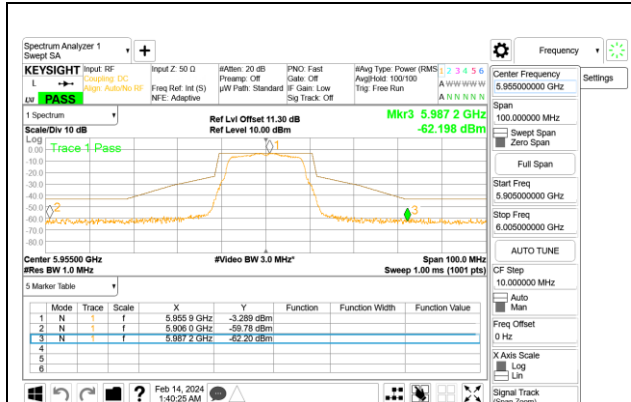 Spectrum Analyzer 1
Swept SA
Frequency
KEYSIGHT Input: RF Input Z: 50 Ω #Atten: 20 dB PNO: Fast #Avg Type: Power (RMS 1 2 3 4 5 6
L Coupling: DC Preamp: Off Gate: Off Avg|Hold: 100/100 A W W W W W
Align: Auto/No RF Freq Ref: Int (S) µW Path: Standard IF Gain: Low Trig: Free Run
PASS NFE: Adaptive Sig Track: Off A N N N N N
Center Frequency
5.955000000 GHz
Settings
Span
100.000000 MHz
Swept Span
Zero Span
Full Span
Start Freq
5.905000000 GHz
Stop Freq
6.005000000 GHz
AUTO TUNE
CF Step
10.000000 MHz
Auto
Man
Freq Offset
0 Hz
X Axis Scale
Log
Lin
Signal Track
(Span Zoom)
1 Spectrum
Ref Lvl Offset 11.30 dB
Mkr3 5.987 2 GHz
Scale/Div 10 dB
Ref Level 10.00 dBm
-62.198 dBm
Log
Trace 1 Pass
0.00
-10.0
-20.0
-30.0
-40.0
-50.0
-60.0
-70.0
-80.0
1
2
3
Center 5.95500 GHz #Video BW 3.0 MHz* Span 100.0 MHz
#Res BW 1.0 MHz Sweep 1.00 ms (1001 pts)
5 Marker Table
Mode Trace Scale X Y Function Function Width Function Value
1 N 1 f 5.955 9 GHz -3.289 dBm
2 N 1 f 5.906 0 GHz -59.78 dBm
3 N 1 f 5.987 2 GHz -62.20 dBm
4
5
6
Feb 14, 2024
1:40:25 AM